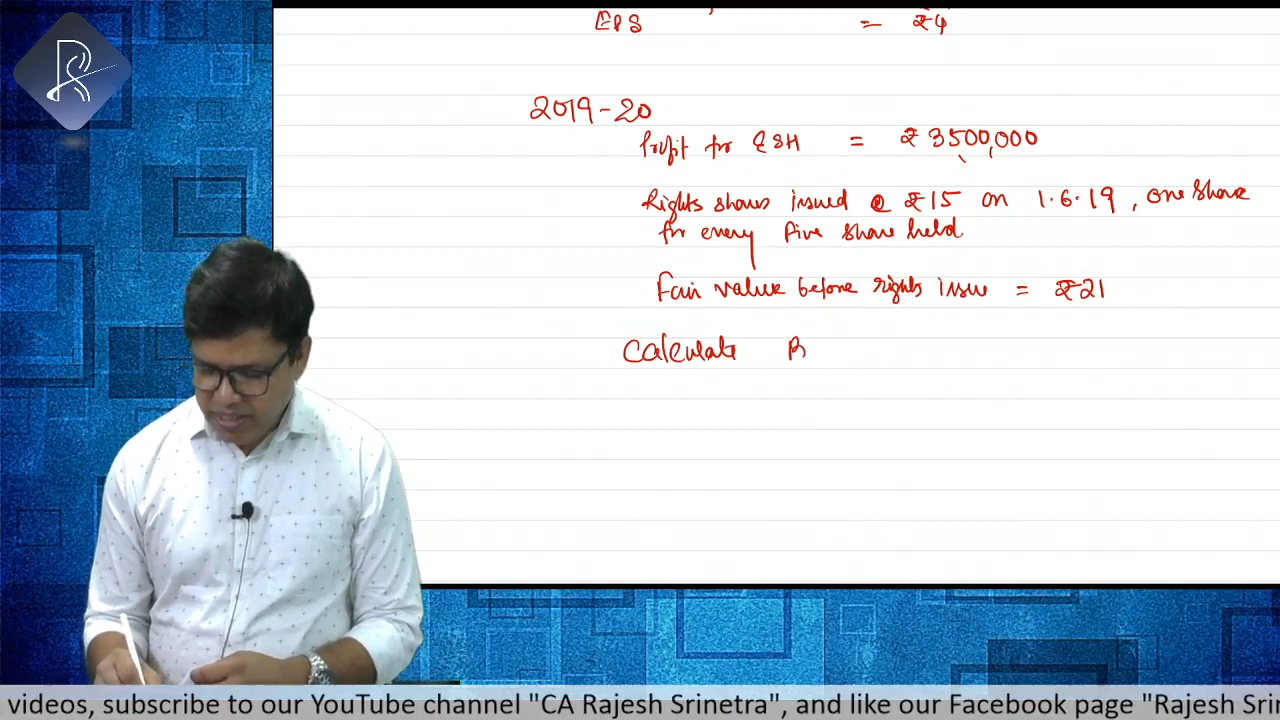 EPS = ₹4
2019-20
Profit for ESH = ₹3500,000
Rights shares issued @ ₹15 on 1.6.19, one share
for every five share held
Fair value before rights issue = ₹21
Calculate B
videos, subscribe to our YouTube channel "CA Rajesh Srinetra", and like our Facebook page "Rajesh Sri